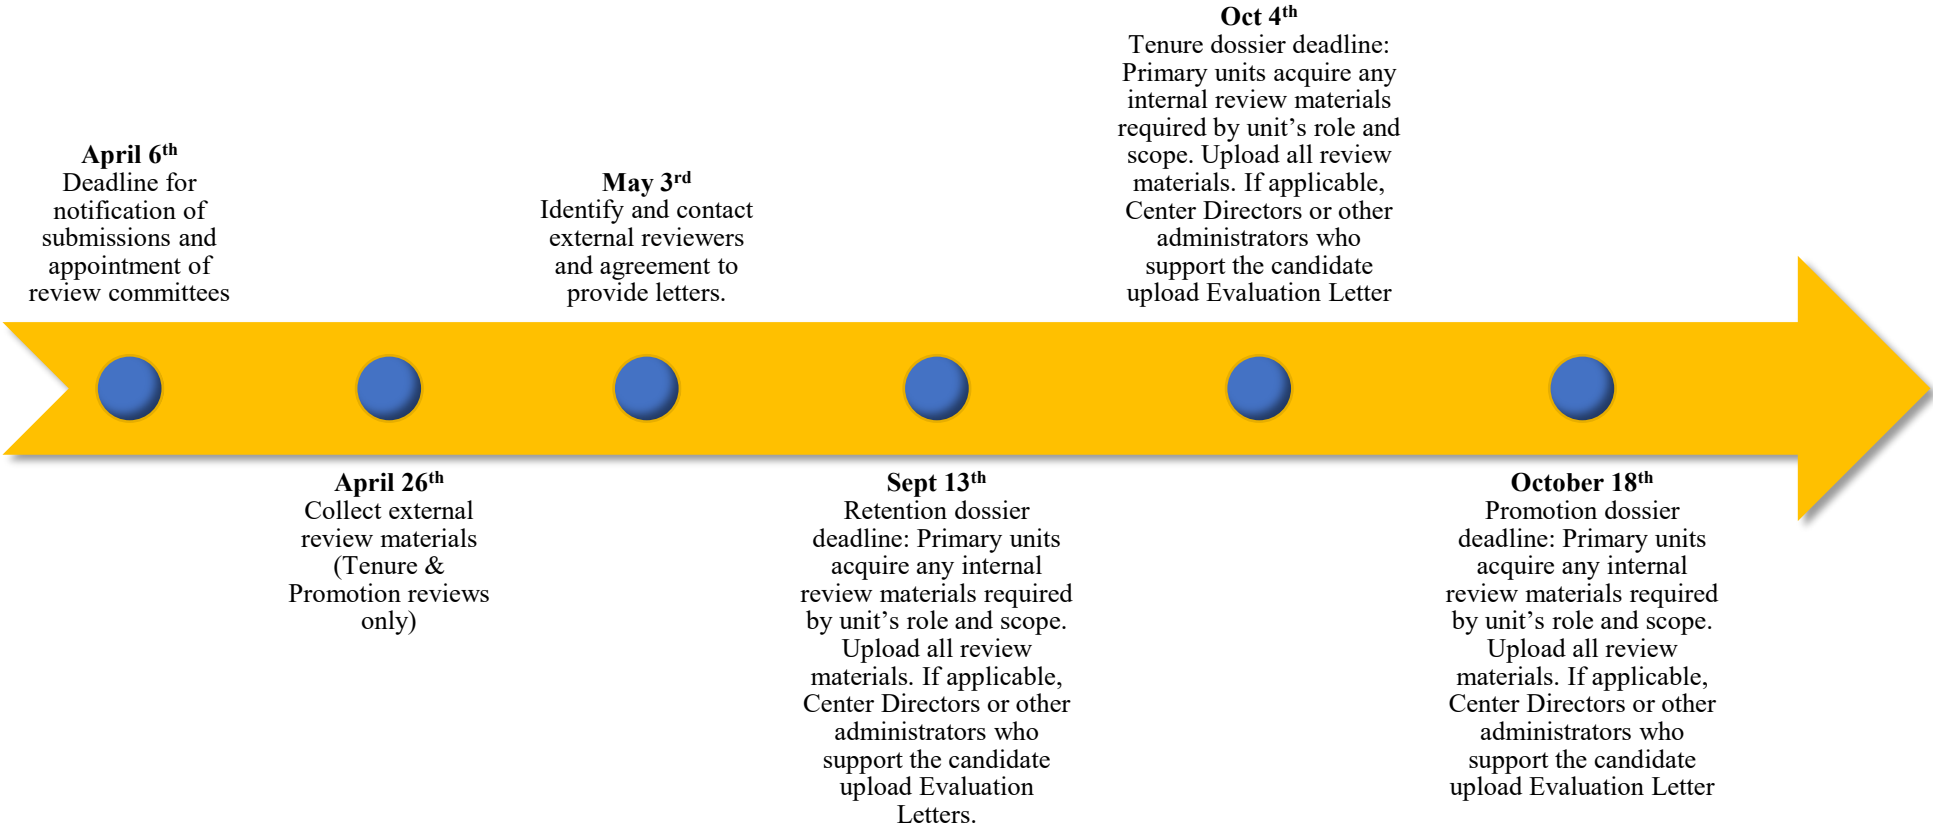 April 6th
Deadline for
notification of
submissions and
appointment of
review committees
April 26th
Collect external
review materials
(Tenure &
Promotion reviews
only)
May 3rd
Identify and contact
external reviewers
and agreement to
provide letters.
Sept 13th
Retention dossier
deadline: Primary units
acquire any internal
review materials required
by unit’s role and scope.
Upload all review
materials. If applicable,
Center Directors or other
administrators who
support the candidate
upload Evaluation
Letters.
Oct 4th
Tenure dossier deadline:
Primary units acquire any
internal review materials
required by unit’s role and
scope. Upload all review
materials. If applicable,
Center Directors or other
administrators who
support the candidate
upload Evaluation Letter
October 18th
Promotion dossier
deadline: Primary units
acquire any internal
review materials required
by unit’s role and scope.
Upload all review
materials. If applicable,
Center Directors or other
administrators who
support the candidate
upload Evaluation Letter